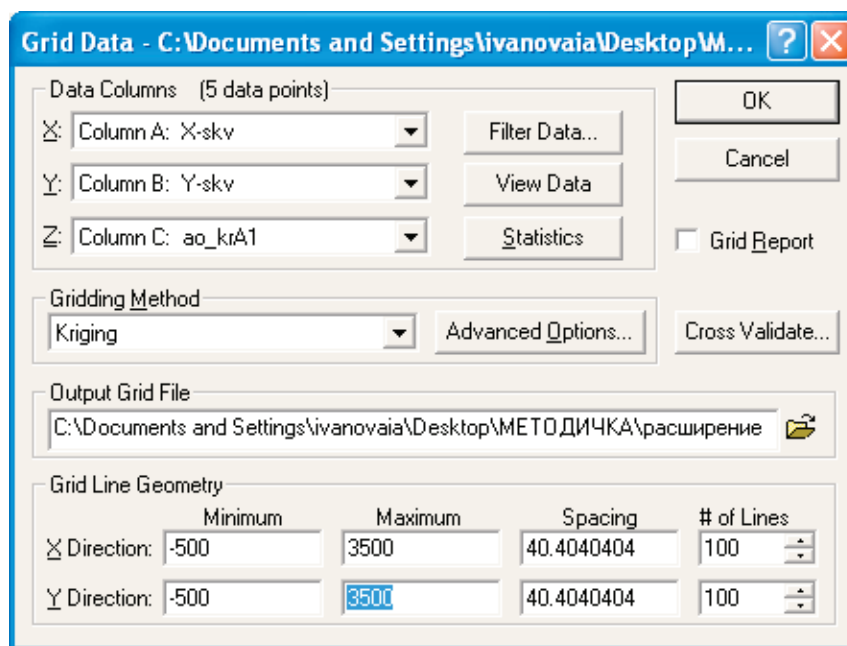 Grid Data - C:\Documents and Settings\ivanovaia\Desktop\M... ?
Data Columns (5 data points)
X: Column A: X-skv Filter Data... OK
Y: Column B: Y-skv View Data Cancel
Z: Column C: ao_krA1 Statistics Grid Report
Gridding Method
Kriging Advanced Options... Cross Validate...
Output Grid File
C:\Documents and Settings\ivanovaia\Desktop\МЕТОДИЧКА\расширение
Grid Line Geometry
Minimum Maximum Spacing # of Lines
X Direction: -500 3500 40.4040404 100
Y Direction: -500 3500 40.4040404 100